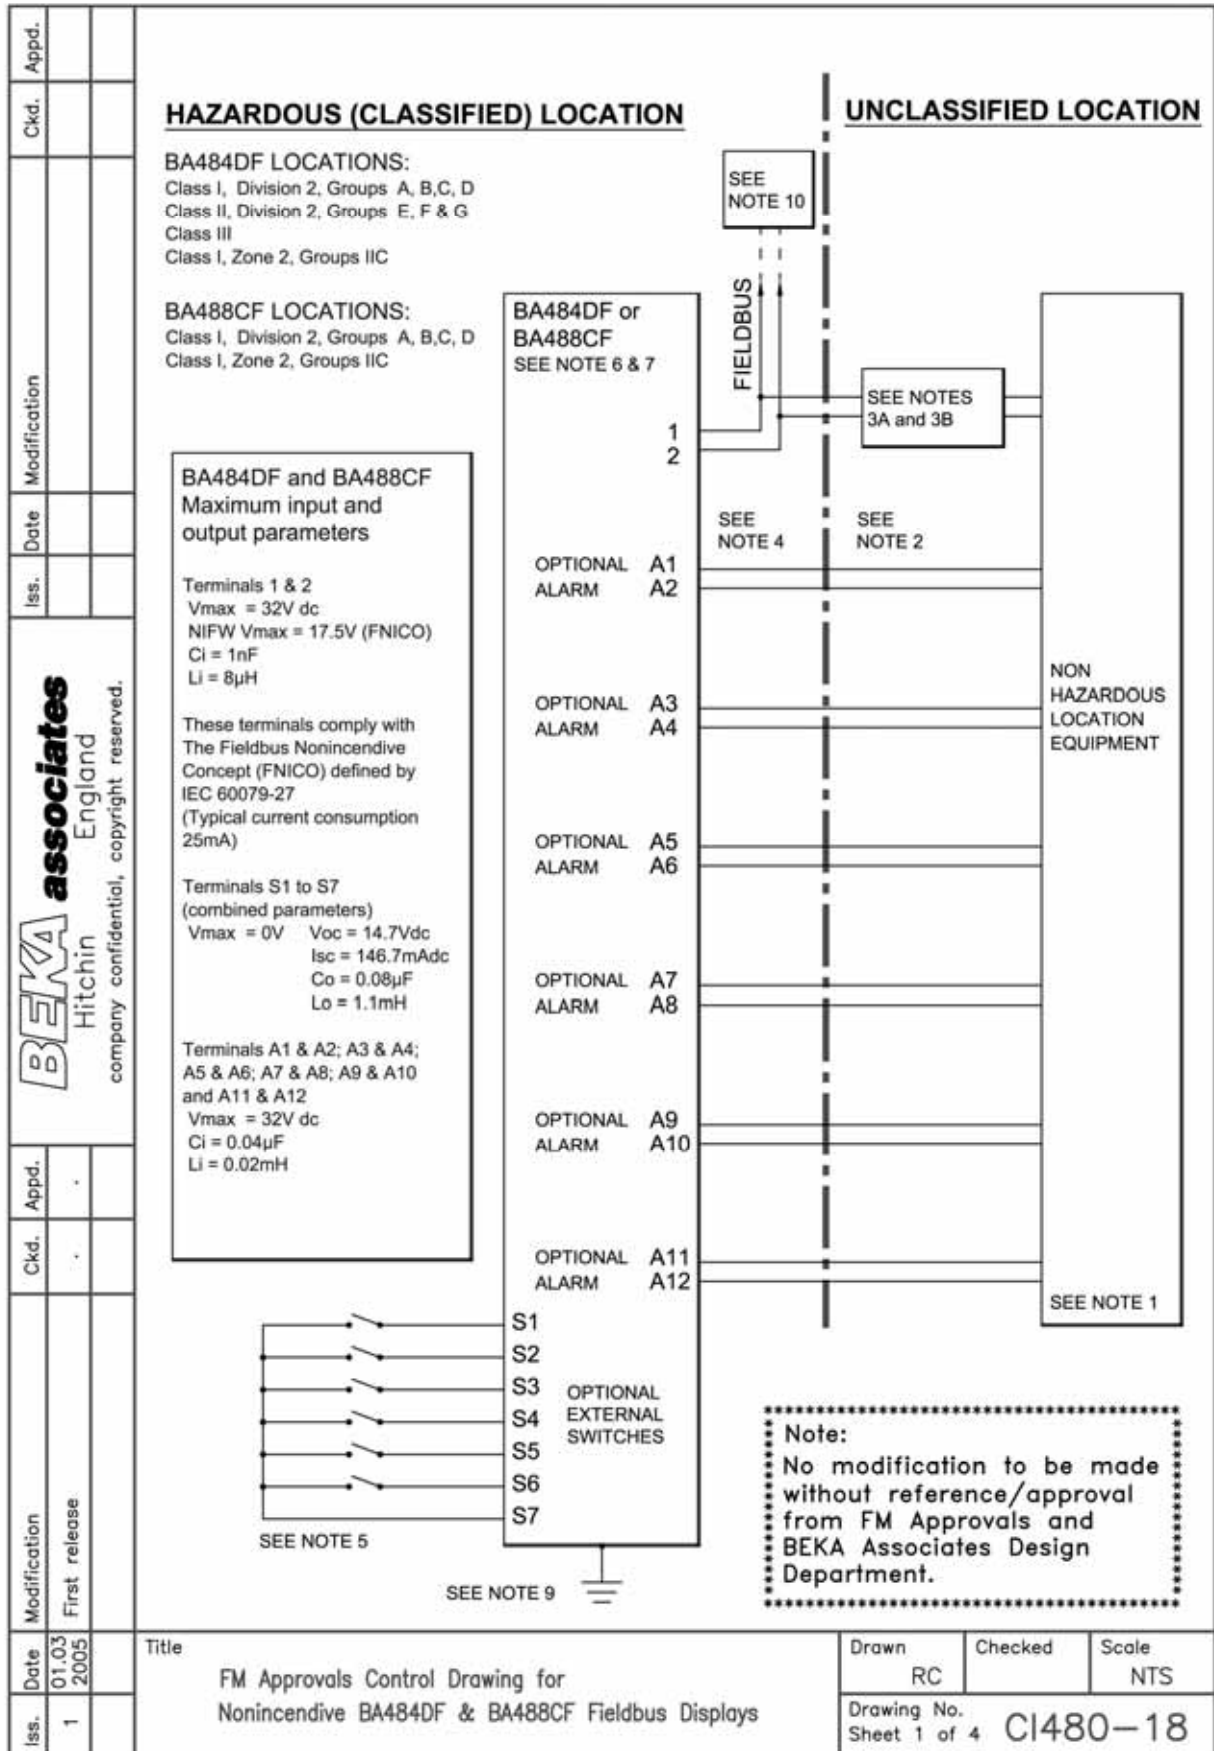 HAZARDOUS (CLASSIFIED) LOCATION
UNCLASSIFIED LOCATION
BA484DF LOCATIONS:
Class I, Division 2, Groups A, B,C, D
Class II, Division 2, Groups E, F & G
Class III
Class I, Zone 2, Groups IIC
BA488CF LOCATIONS:
Class I, Division 2, Groups A, B,C, D
Class I, Zone 2, Groups IIC
SEE
NOTE 10
FIELDBUS
BA484DF or
BA488CF
SEE NOTE 6 & 7
SEE NOTES
3A and 3B
1
2
SEE
NOTE 4
SEE
NOTE 2
BA484DF and BA488CF
Maximum input and
output parameters
Terminals 1 & 2
Vmax = 32V dc
NIFW Vmax = 17.5V (FNICO)
Ci = 1nF
Li = 8µH
These terminals comply with
The Fieldbus Nonincendive
Concept (FNICO) defined by
IEC 60079-27
(Typical current consumption
25mA)
Terminals S1 to S7
(combined parameters)
Vmax = 0V Voc = 14.7Vdc
Isc = 146.7mAdc
Co = 0.08µF
Lo = 1.1mH
Terminals A1 & A2; A3 & A4;
A5 & A6; A7 & A8; A9 & A10
and A11 & A12
Vmax = 32V dc
Ci = 0.04µF
Li = 0.02mH
OPTIONAL A1
ALARM A2
OPTIONAL A3
ALARM A4
OPTIONAL A5
ALARM A6
OPTIONAL A7
ALARM A8
OPTIONAL A9
ALARM A10
OPTIONAL A11
ALARM A12
NON
HAZARDOUS
LOCATION
EQUIPMENT
SEE NOTE 1
S1
S2
S3
S4
S5
S6
S7
OPTIONAL
EXTERNAL
SWITCHES
SEE NOTE 5
SEE NOTE 9
Note:
No modification to be made
without reference/approval
from FM Approvals and
BEKA Associates Design
Department.
Iss. Date Modification Ckd. Appd.
1 01.03 2005 First release . .
BEKA associates
Hitchin England
company confidential, copyright reserved.
Iss. Date Modification Ckd. Appd.
Title
FM Approvals Control Drawing for
Nonincendive BA484DF & BA488CF Fieldbus Displays
Drawn
RC
Checked
Scale
NTS
Drawing No.
Sheet 1 of 4 CI480-18